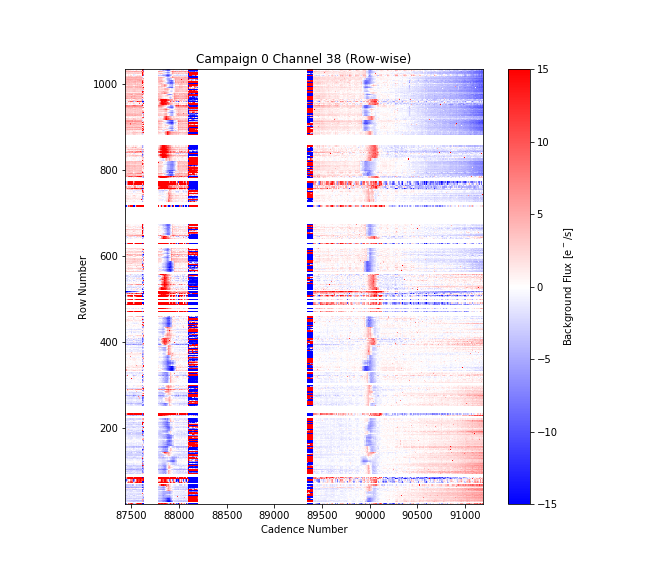 Campaign 0 Channel 38 (Row-wise)
1000
800
600
400
200
Row Number
87500 88000 88500 89000 89500 90000 90500 91000
Cadence Number
15
10
5
0
−5
−10
−15
Background Flux [e⁻/s]